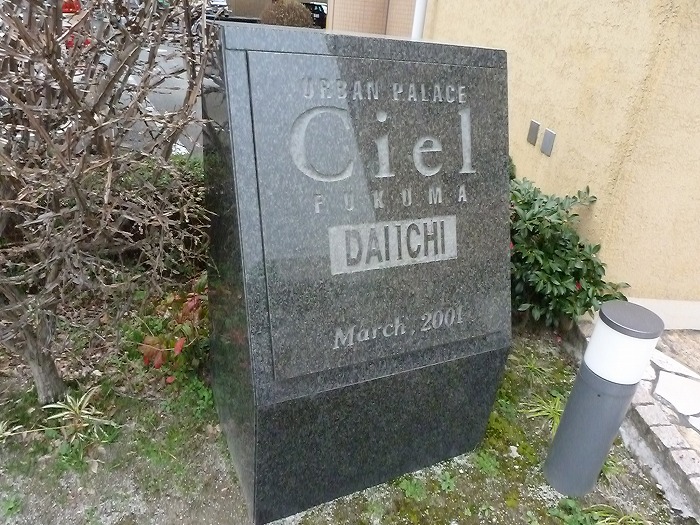 URBAN PALACE
Ciel
FUKUMA
DAIICHI
March, 2001